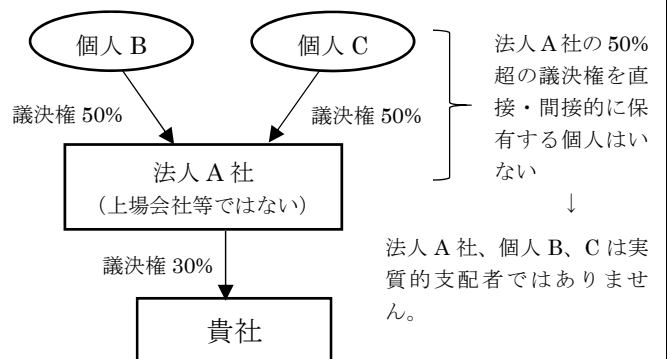 個人 B
個人 C
議決権 50%
議決権 50%
法人 A 社の 50%
超の議決権を直
接・間接的に保
有する個人はい
ない
↓
法人 A 社
（上場会社等ではない）
法人 A 社、個人 B、C は実
質的支配者ではありませ
ん。
議決権 30%
貴社